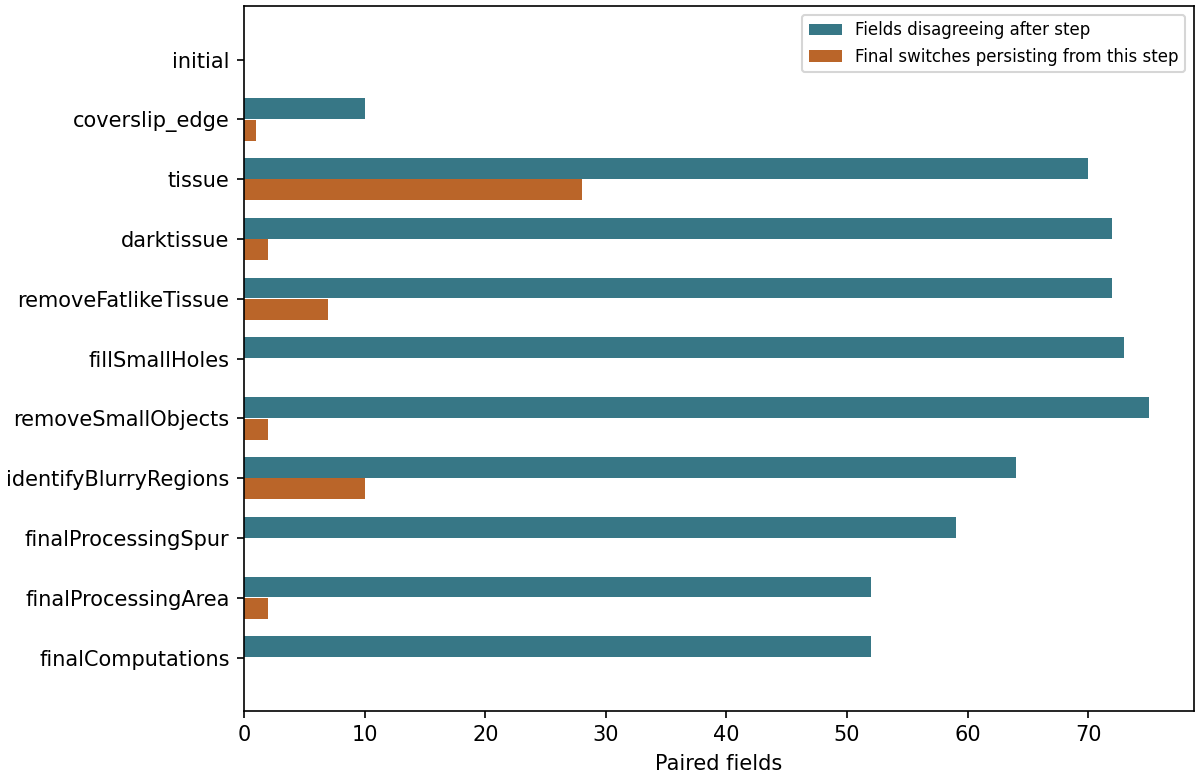 Fields disagreeing after step
Final switches persisting from this step
initial
coverslip_edge
tissue
darktissue
removeFatlikeTissue
fillSmallHoles
removeSmallObjects
identifyBlurryRegions
finalProcessingSpur
finalProcessingArea
finalComputations
0 10 20 30 40 50 60 70
Paired fields